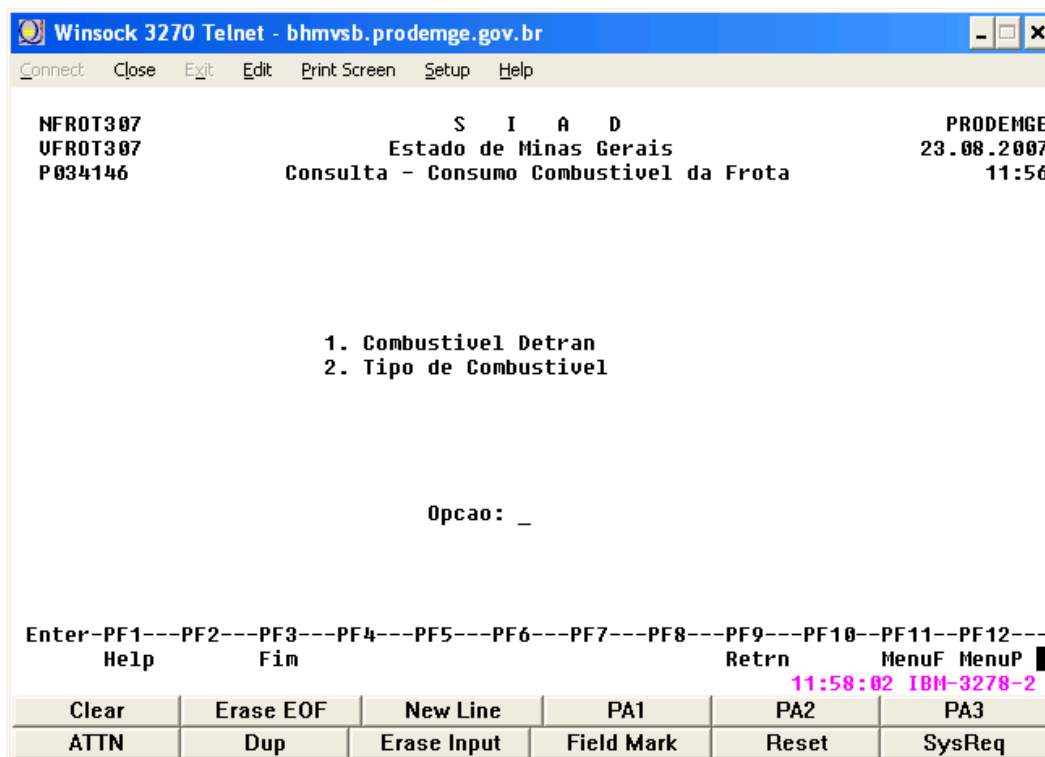 Winsock 3270 Telnet - bhmvsb.prodemge.gov.br
Connect Close Exit Edit Print Screen Setup Help
NFROT307 S I A D PRODEMGE
VFROT307 Estado de Minas Gerais 23.08.2007
P034146 Consulta - Consumo Combustivel da Frota 11:56
1. Combustivel Detran
2. Tipo de Combustivel
Opcao: _
Enter-PF1---PF2---PF3---PF4---PF5---PF6---PF7---PF8---PF9---PF10--PF11--PF12---
Help Fim Retrn MenuF MenuP
11:58:02 IBM-3278-2
Clear Erase EOF New Line PA1 PA2 PA3
ATTN Dup Erase Input Field Mark Reset SysReq